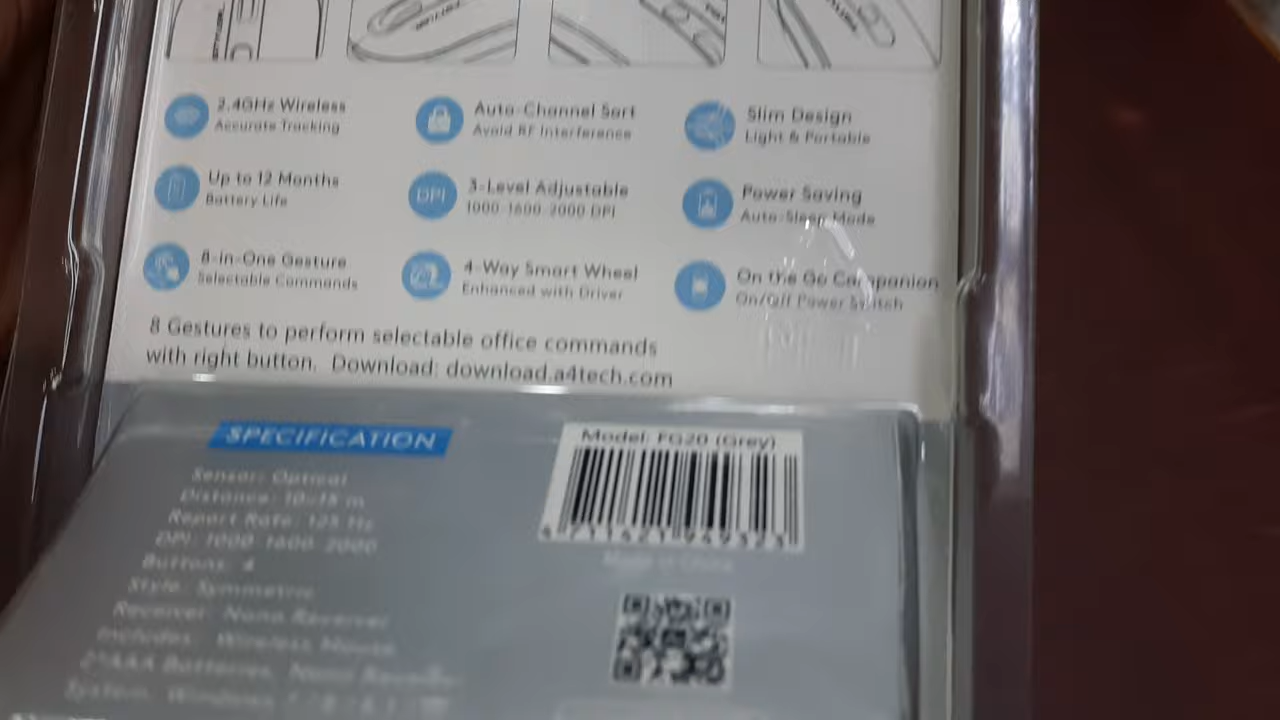 2.4GHz Wireless
Accurate Tracking
Auto-Channel Sort
Avoid RF Interference
Slim Design
Light & Portable
Up to 12 Months
Battery Life
DPI
3-Level Adjustable
1000-1600-2000 DPI
Power Saving
Auto-Sleep Mode
8-in-One Gesture
Selectable Commands
4-Way Smart Wheel
Enhanced with Driver
On the Go Companion
On/Off Power Switch
8 Gestures to perform selectable office commands
with right button. Download: download.a4tech.com
SPECIFICATION
Sensor: Optical
Distance: 10~15 m
Report Rate: 125 Hz
DPI: 1000-1600-2000
Buttons: 4
Style: Symmetric
Receiver: Nano Receiver
Includes: Wireless Mouse,
2*AAA Batteries, Nano Receiver
System: Windows
Model: FG20 (Grey)
Made in China